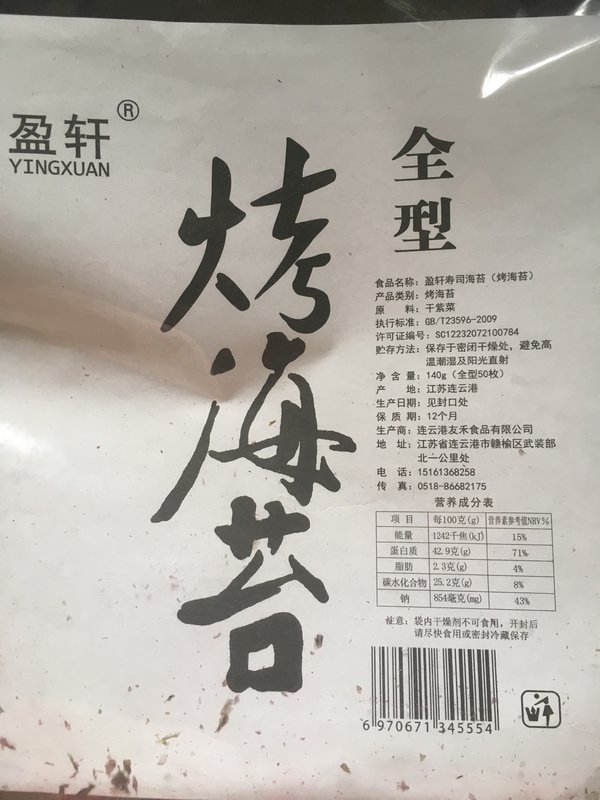 盈轩®
YINGXUAN
烤海苔
全型
食品名称：盈轩寿司海苔（烤海苔）
产品类别：烤海苔
原 料：干紫菜
执行标准：GB/T23596-2009
许可证编号：SC12232072100784
贮存方法：保存于密闭干燥处，避免高
温潮湿及阳光直射
净 含 量：140g（全型50枚）
产 地：江苏连云港
生产日期：见封口处
保 质 期：12个月
生产商：连云港友禾食品有限公司
地 址：江苏省连云港市赣榆区武装部
北一公里处
电 话：15161368258
传 真：0518-86682175
营养成分表
项 目 每100克(g) 营养素参考值NRV%
能量 1242千焦(kJ) 15%
蛋白质 42.9克(g) 71%
脂肪 2.3克(g) 4%
碳水化合物 25.2克(g) 8%
钠 854毫克(mg) 43%
注意：袋内干燥剂不可食用，开封后
请尽快食用或密封冷藏保存
6 970671 345554